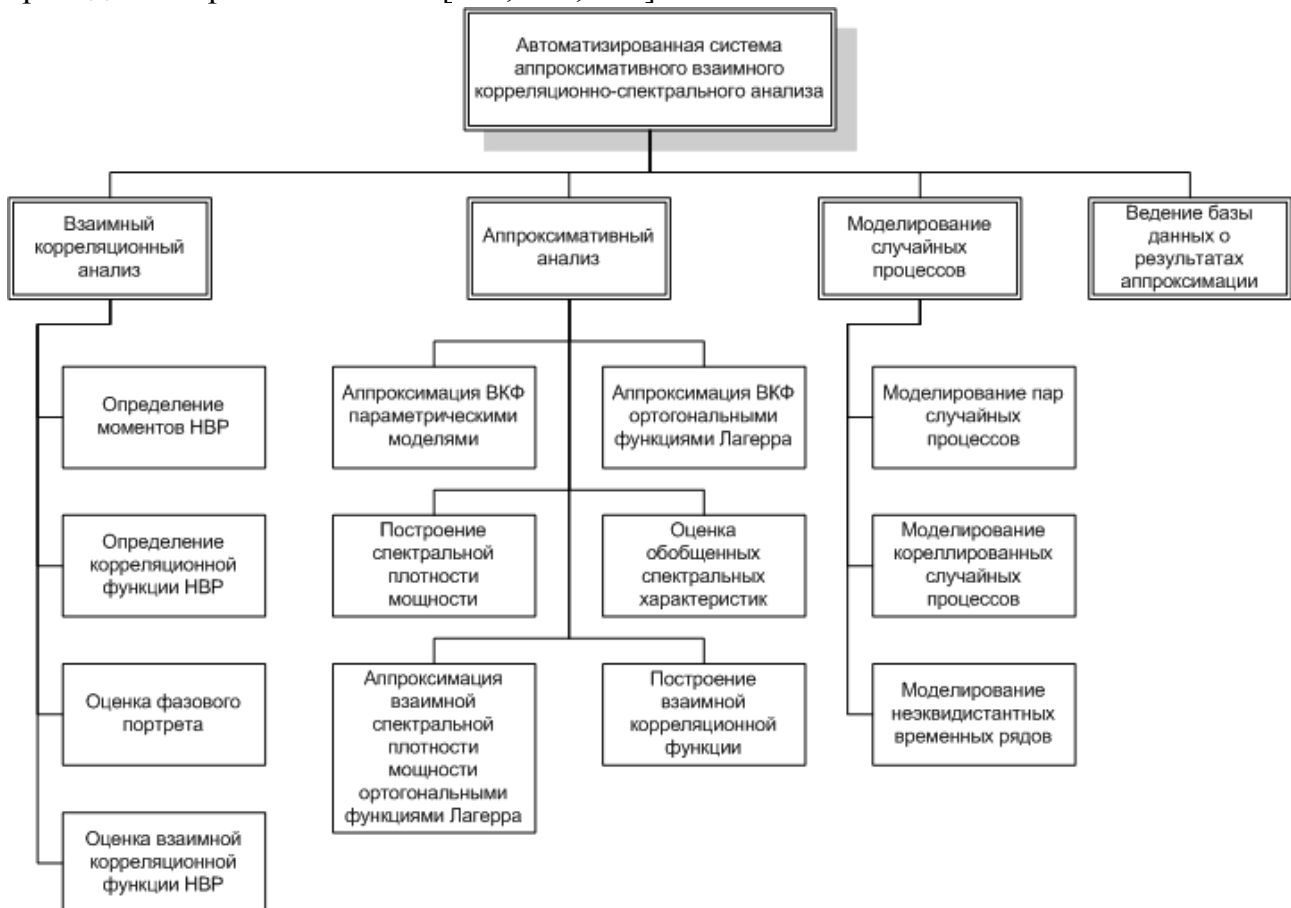 Автоматизированная система
аппроксимативного взаимного
корреляционно-спектрального анализа
Взаимный
корреляционный
анализ
Аппроксимативный
анализ
Моделирование
случайных
процессов
Ведение базы
данных о
результатах
аппроксимации
Определение
моментов НВР
Аппроксимация ВКФ
параметрическими
моделями
Аппроксимация ВКФ
ортогональными
функциями Лагерра
Моделирование пар
случайных
процессов
Определение
корреляционной
функции НВР
Построение
спектральной
плотности
мощности
Оценка
обобщенных
спектральных
характеристик
Моделирование
кореллированных
случайных
процессов
Оценка фазового
портрета
Аппроксимация
взаимной
спектральной
плотности
мощности
ортогональными
функциями Лагерра
Построение
взаимной
корреляционной
функции
Моделирование
неэквидистантных
временных рядов
Оценка взаимной
корреляционной
функции НВР